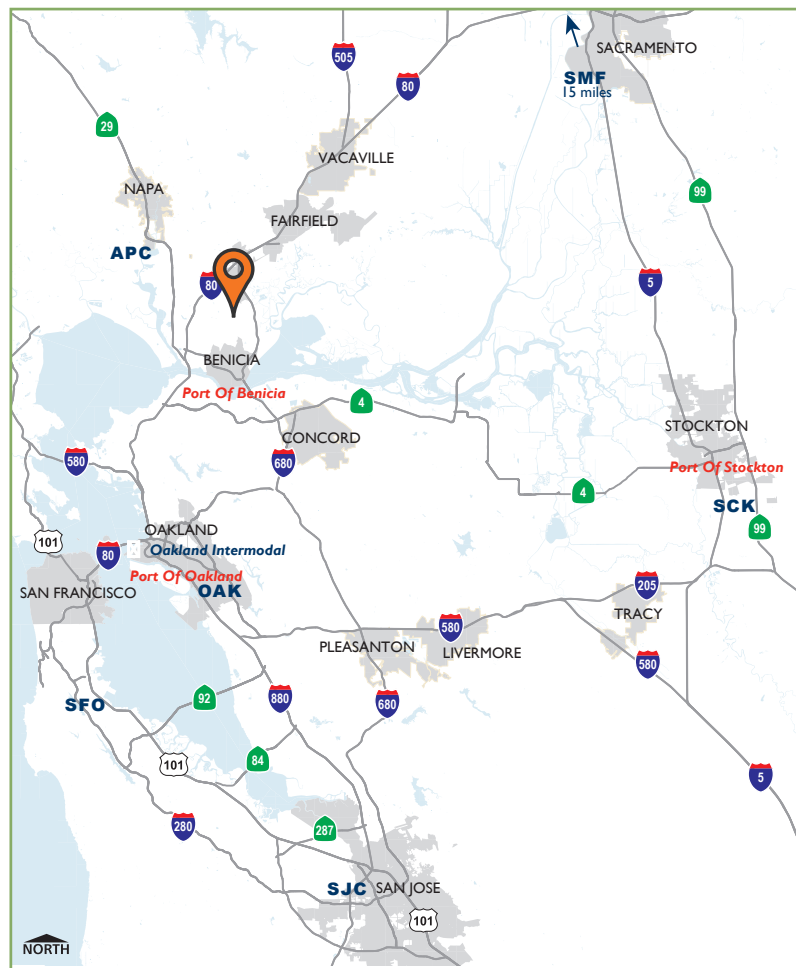 SACRAMENTO
505
SMF
15 miles
80
29
VACAVILLE
NAPA
99
FAIRFIELD
APC
80
5
BENICIA
Port Of Benicia
4
STOCKTON
CONCORD
580
680
Port Of Stockton
4
SCK
OAKLAND
99
101
Oakland Intermodal
80
Port Of Oakland
SAN FRANCISCO
OAK
205
TRACY
580
PLEASANTON
LIVERMORE
580
SFO
92
880
680
84
101
5
280
287
SJC
SAN JOSE
101
NORTH